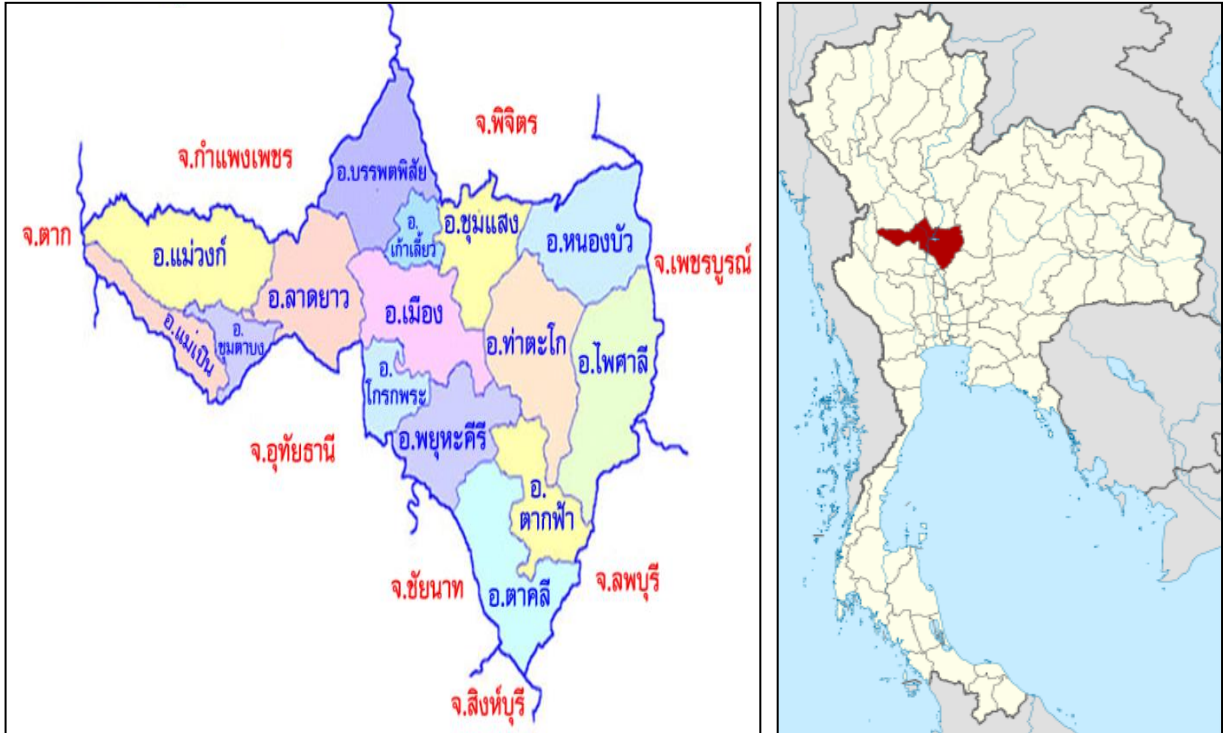 จ.พิจิตร
จ.กำแพงเพชร
อ.บรรพตพิสัย
จ.ตาก
อ.แม่วงก์
อ.
เก้าเลี้ยว
อ.ชุมแสง
อ.หนองบัว
จ.เพชรบูรณ์
อ.ลาดยาว
อ.เมือง
อ.แม่เปิน
อ.
ชุมตาบง
อ.ท่าตะโก
อ.ไพศาลี
อ.
โกรกพระ
อ.พยุหะคีรี
จ.อุทัยธานี
อ.
ตากฟ้า
จ.ชัยนาท
อ.ตาคลี
จ.ลพบุรี
จ.สิงห์บุรี